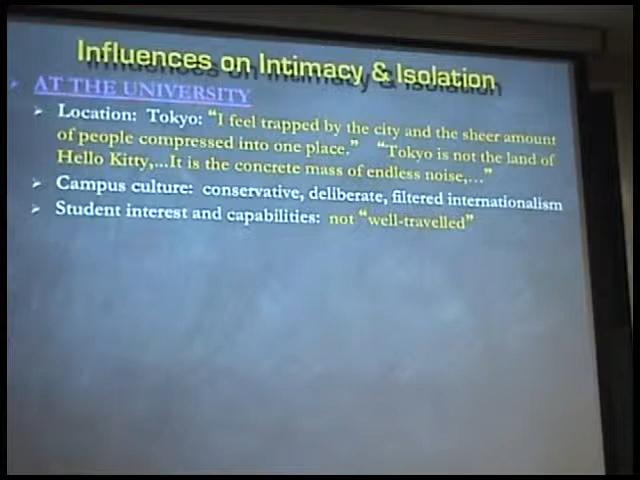 Influences on Intimacy & Isolation
AT THE UNIVERSITY
Location: Tokyo: "I feel trapped by the city and the sheer amount
of people compressed into one place." "Tokyo is not the land of
Hello Kitty,...It is the concrete mass of endless noise,..."
Campus culture: conservative, deliberate, filtered internationalism
Student interest and capabilities: not "well-travelled"